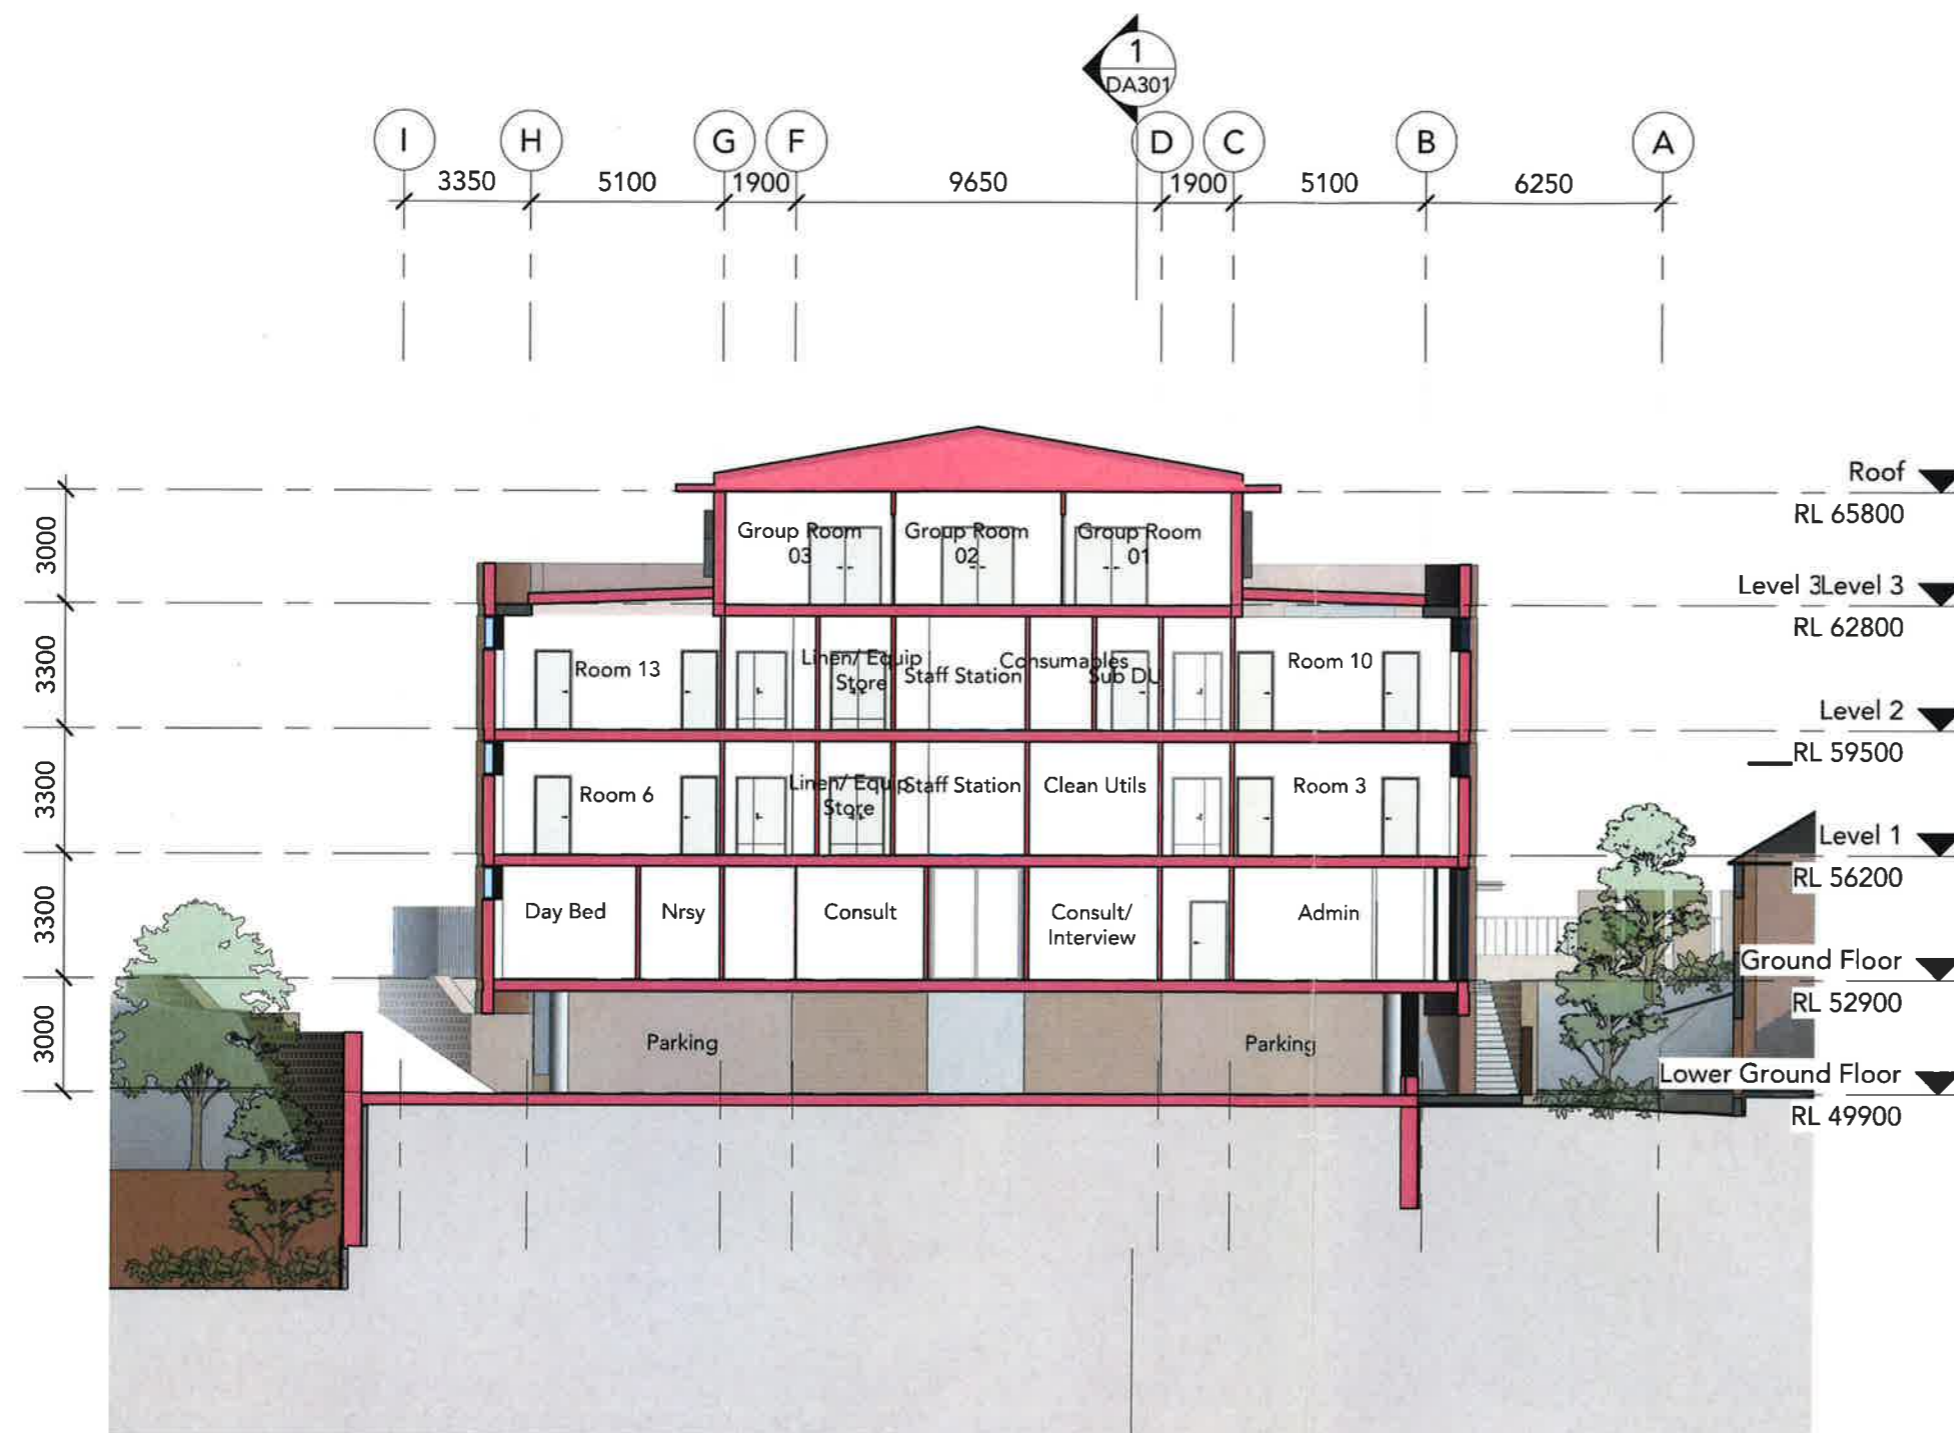 1
DA301
I H G F D C B A
3350 5100 1900 9650 1900 5100 6250
Roof
RL 65800
3000
Group Room
03
Group Room
02
Group Room
01
Level 3Level 3
RL 62800
3300
Room 13
Linen/ Equip
Store
Staff Station
Consumables
Sub DU
Room 10
Level 2
RL 59500
3300
Room 6
Linen/ Equip
Store
Staff Station
Clean Utils
Room 3
Level 1
RL 56200
3300
Day Bed
Nrsy
Consult
Consult/
Interview
Admin
Ground Floor
RL 52900
3000
Parking
Parking
Lower Ground Floor
RL 49900